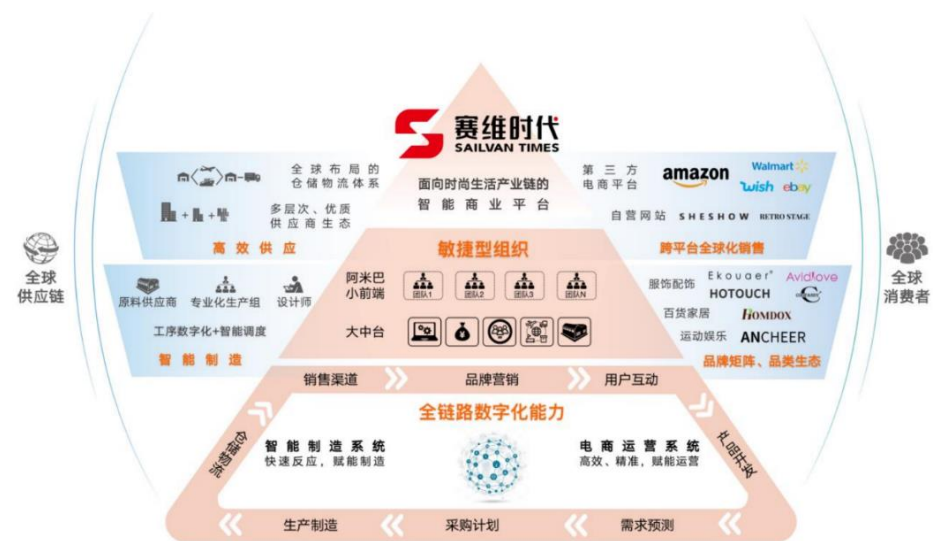 赛维时代
SAILVAN TIMES
面向时尚生活产业链的
智能商业平台
全球布局的
仓储物流体系
多层次、优质
供应商生态
高效供应
第三方
电商平台
amazon
Walmart
wish
ebay
自营网站
SHESHOW
RETRO STAGE
跨平台全球化销售
全球
供应链
原料供应商
专业化生产组
设计师
工序数字化+智能调度
智能制造
敏捷型组织
阿米巴
小前端
团队1
团队2
团队3
团队N
大中台
服饰配饰
Ekouaer®
Avidlove
HOTOUCH
COOFANDY
百货家居
HOMDOX
运动娱乐
ANCHEER
品牌矩阵、品类生态
全球
消费者
销售渠道
品牌营销
用户互动
全链路数字化能力
仓储物流
智能制造系统
快速反应，赋能制造
电商运营系统
高效、精准，赋能运营
产品开发
生产制造
采购计划
需求预测